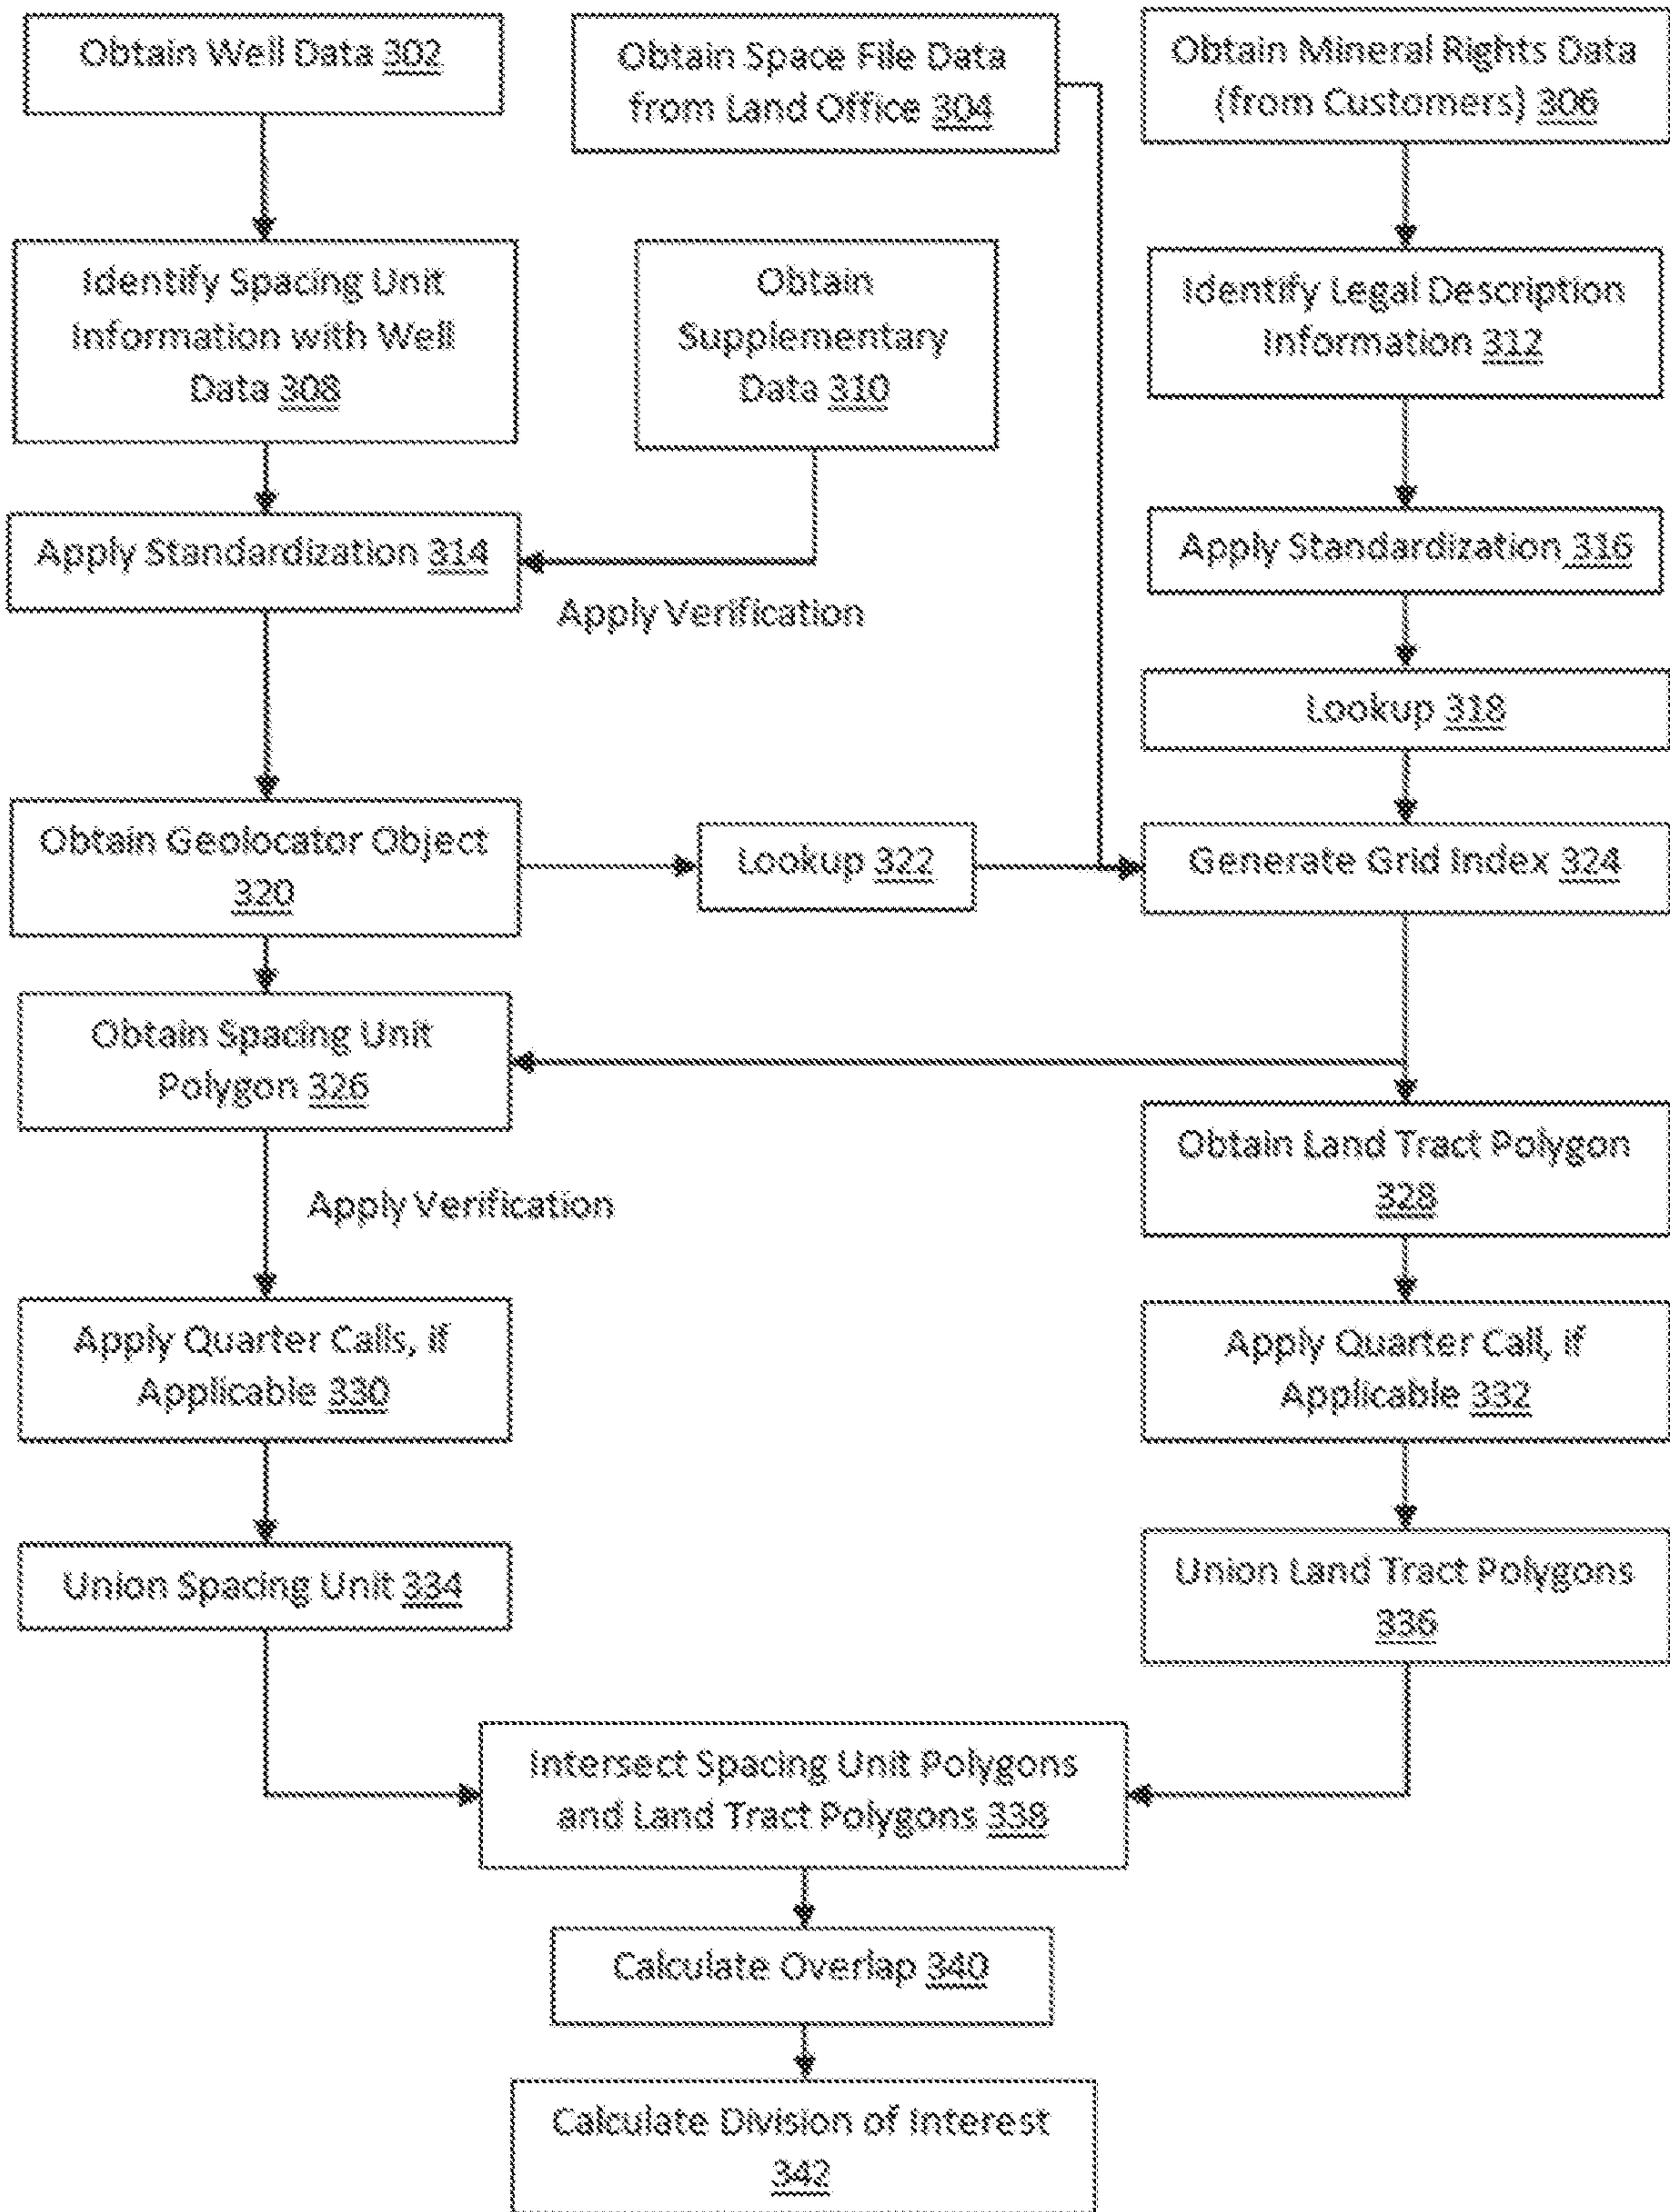 Obtain Well Data 302
Obtain Space File Data
from Land Office 304
Obtain Mineral Rights Data
(from Customers) 306
Identify Spacing Unit
Information with Well
Data 308
Obtain
Supplementary
Data 310
Identify Legal Description
Information 312
Apply Standardization 314
Apply Verification
Apply Standardization 316
Lookup 318
Obtain Geolocator Object
320
Lookup 322
Generate Grid Index 324
Obtain Spacing Unit
Polygon 326
Obtain Land Tract Polygon
328
Apply Verification
Apply Quarter Calls, if
Applicable 330
Apply Quarter Call, if
Applicable 332
Union Spacing Unit 334
Union Land Tract Polygons
336
Intersect Spacing Unit Polygons
and Land Tract Polygons 338
Calculate Overlap 340
Calculate Division of Interest
342